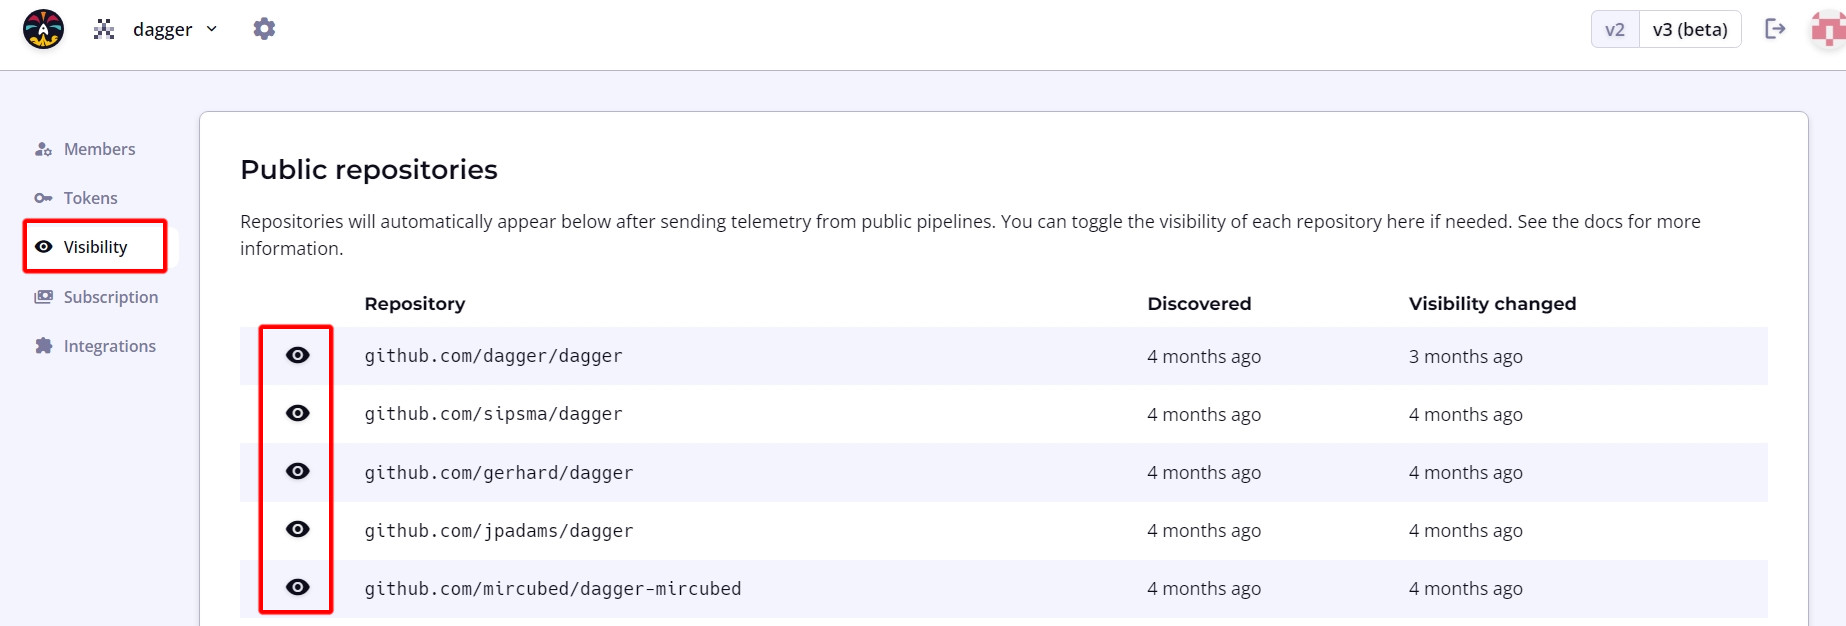 dagger
v2 v3 (beta)
Members
Tokens
Visibility
Subscription
Integrations
Public repositories
Repositories will automatically appear below after sending telemetry from public pipelines. You can toggle the visibility of each repository here if needed. See the docs for more
information.
Repository Discovered Visibility changed
github.com/dagger/dagger 4 months ago 3 months ago
github.com/sipsma/dagger 4 months ago 4 months ago
github.com/gerhard/dagger 4 months ago 4 months ago
github.com/jpadams/dagger 4 months ago 4 months ago
github.com/mircubed/dagger-mircubed 4 months ago 4 months ago